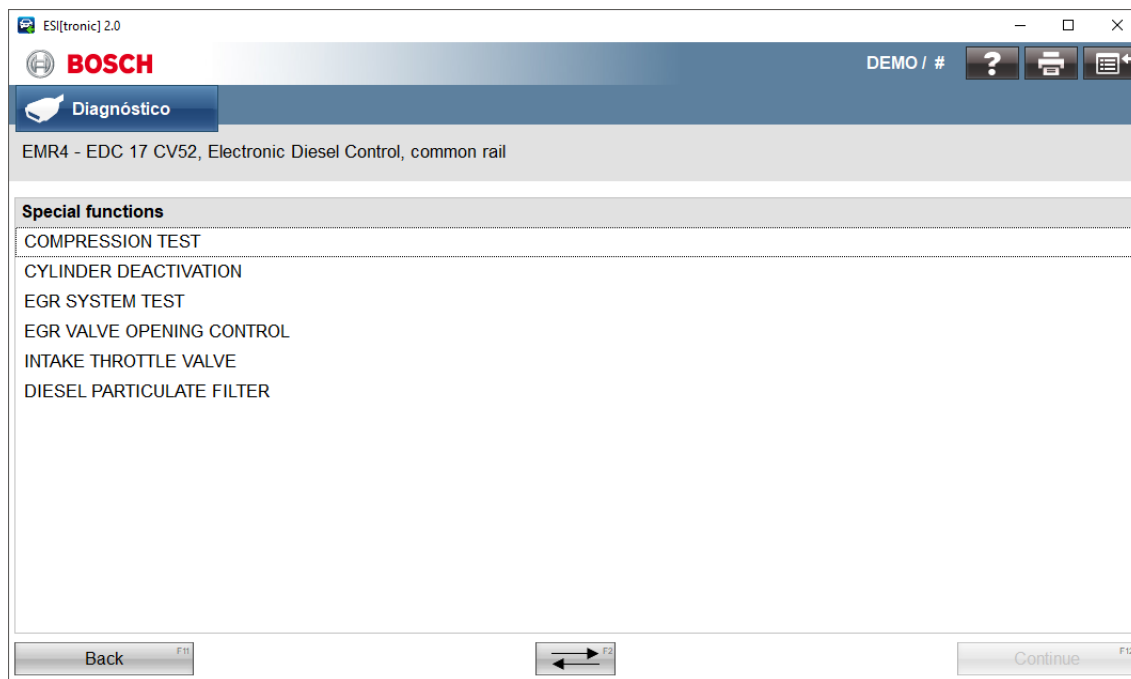 ESI[tronic] 2.0
BOSCH
DEMO / #
?
Diagnóstico
EMR4 - EDC 17 CV52, Electronic Diesel Control, common rail
Special functions
COMPRESSION TEST
CYLINDER DEACTIVATION
EGR SYSTEM TEST
EGR VALVE OPENING CONTROL
INTAKE THROTTLE VALVE
DIESEL PARTICULATE FILTER
Back F11
F2
Continue F12